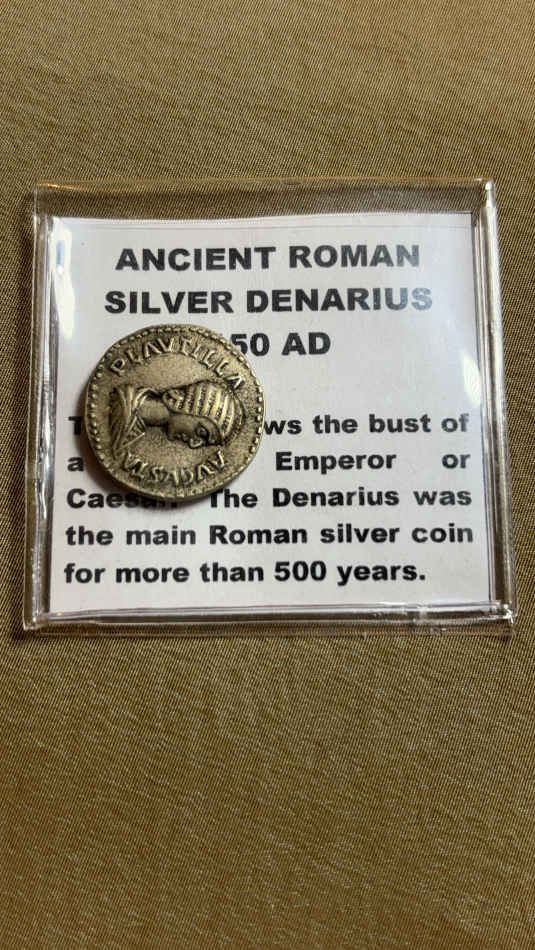 ANCIENT ROMAN
SILVER DENARIUS
50 AD
PLAVTILLA
AVGVSTA
ws the bust of
a Emperor or
The Denarius was
the main Roman silver coin
for more than 500 years.